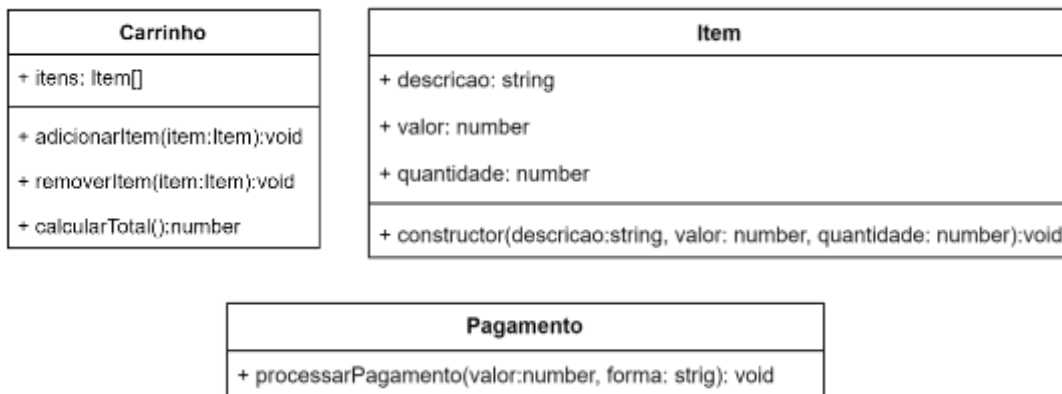 Carrinho
+ itens: Item[]
+ adicionarItem(item:Item):void
+ removerItem(item:Item):void
+ calcularTotal():number
Item
+ descricao: string
+ valor: number
+ quantidade: number
+ constructor(descricao:string, valor: number, quantidade: number):void
Pagamento
+ processarPagamento(valor:number, forma: strig): void